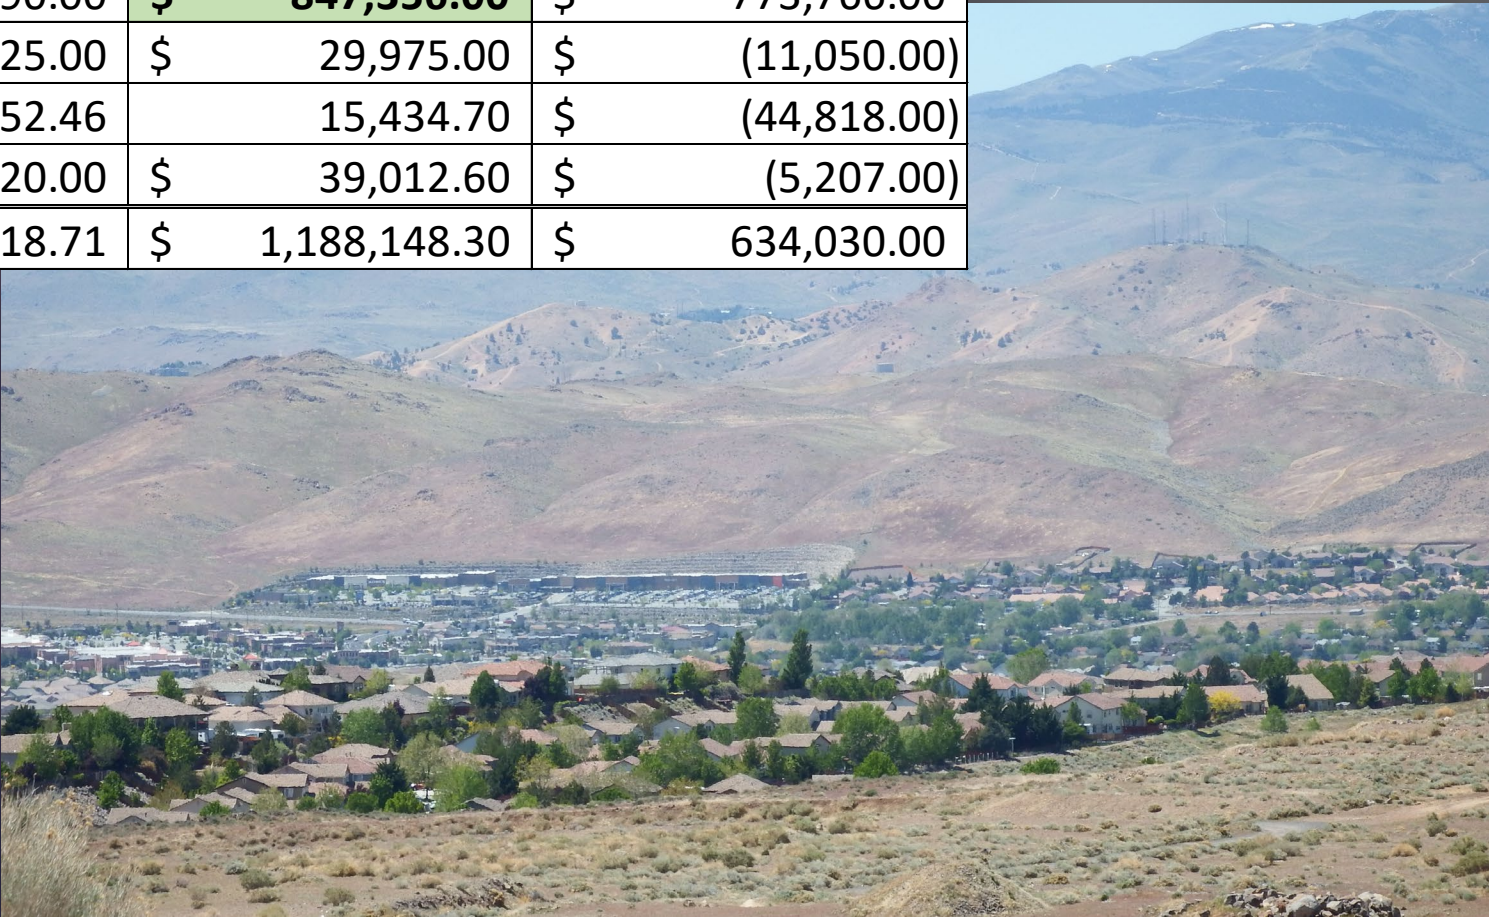 25.00 $ 29,975.00 $ (11,050.00)
52.46 15,434.70 $ (44,818.00)
20.00 $ 39,012.60 $ (5,207.00)
18.71 $ 1,188,148.30 $ 634,030.00